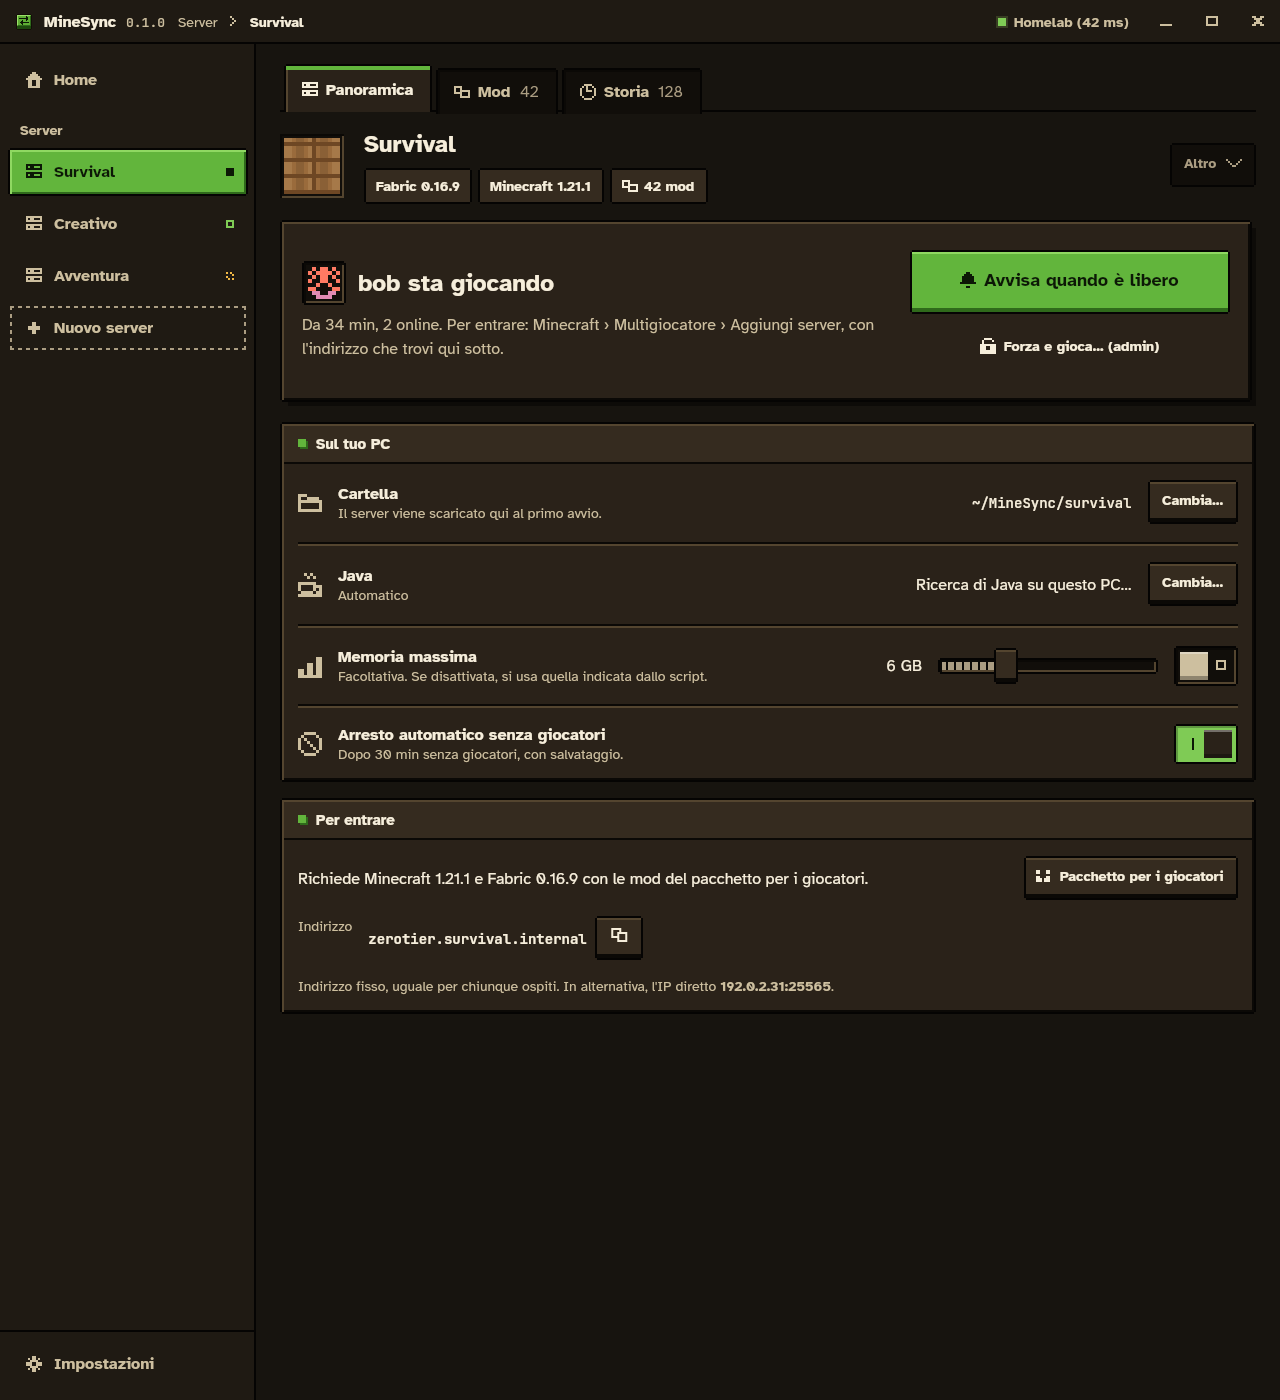 MineSync 0.1.0 Server Survival
Homelab (42 ms)
Home
Server
Survival
Creativo
Avventura
Nuovo server
Impostazioni
Panoramica
Mod 42
Storia 128
Survival
Fabric 0.16.9
Minecraft 1.21.1
42 mod
Altro
bob sta giocando
Da 34 min, 2 online. Per entrare: Minecraft › Multigiocatore › Aggiungi server, con
l'indirizzo che trovi qui sotto.
Avvisa quando è libero
Forza e gioca... (admin)
Sul tuo PC
Cartella
Il server viene scaricato qui al primo avvio.
~/MineSync/survival
Cambia...
Java
Automatico
Ricerca di Java su questo PC...
Cambia...
Memoria massima
Facoltativa. Se disattivata, si usa quella indicata dallo script.
6 GB
Arresto automatico senza giocatori
Dopo 30 min senza giocatori, con salvataggio.
Per entrare
Richiede Minecraft 1.21.1 e Fabric 0.16.9 con le mod del pacchetto per i giocatori.
Pacchetto per i giocatori
Indirizzo
zerotier.survival.internal
Indirizzo fisso, uguale per chiunque ospiti. In alternativa, l'IP diretto 192.0.2.31:25565.